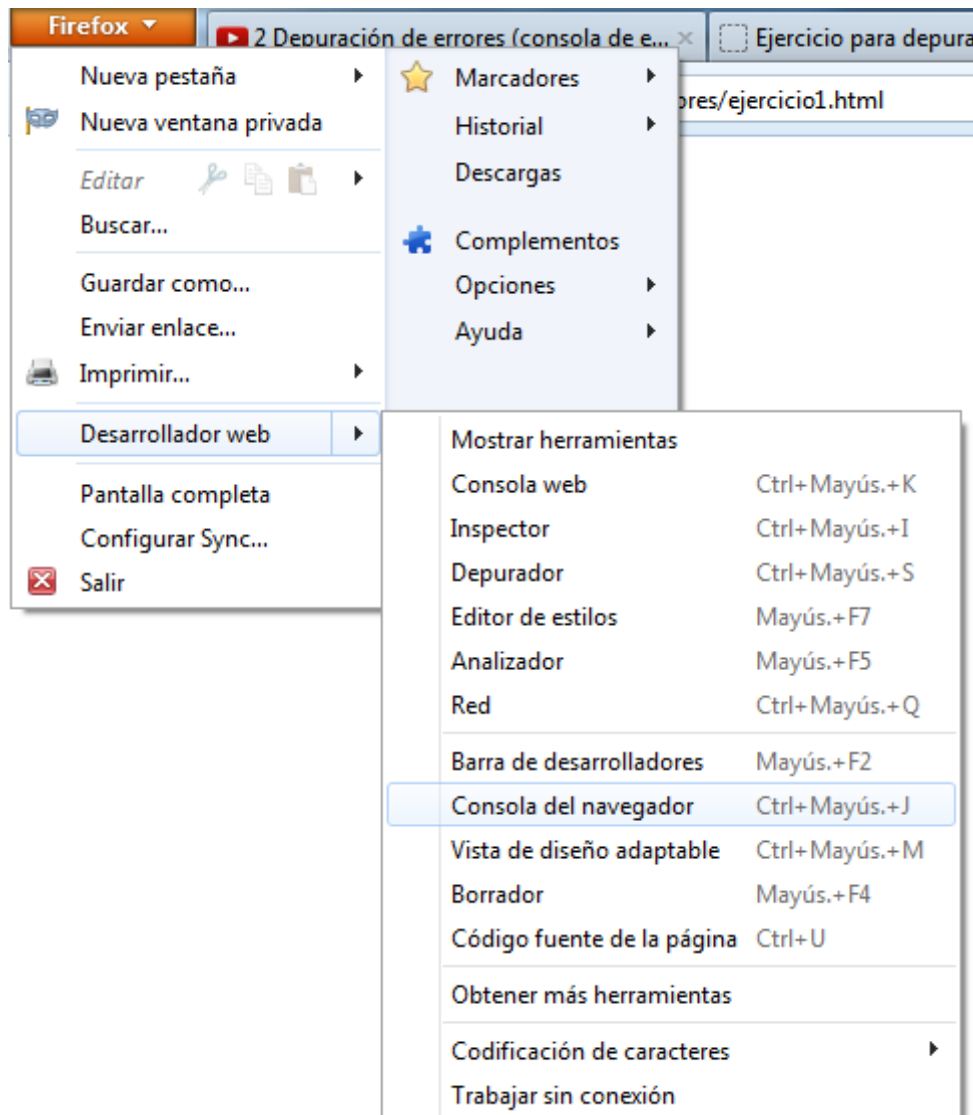 Firefox
2 Depuración de errores (consola de e...
Ejercicio para depura
ores/ejercicio1.html
Nueva pestaña
Nueva ventana privada
Editar
Buscar...
Guardar como...
Enviar enlace...
Imprimir...
Desarrollador web
Pantalla completa
Configurar Sync...
Salir
Marcadores
Historial
Descargas
Complementos
Opciones
Ayuda
Mostrar herramientas
Consola web Ctrl+Mayús.+K
Inspector Ctrl+Mayús.+I
Depurador Ctrl+Mayús.+S
Editor de estilos Mayús.+F7
Analizador Mayús.+F5
Red Ctrl+Mayús.+Q
Barra de desarrolladores Mayús.+F2
Consola del navegador Ctrl+Mayús.+J
Vista de diseño adaptable Ctrl+Mayús.+M
Borrador Mayús.+F4
Código fuente de la página Ctrl+U
Obtener más herramientas
Codificación de caracteres
Trabajar sin conexión